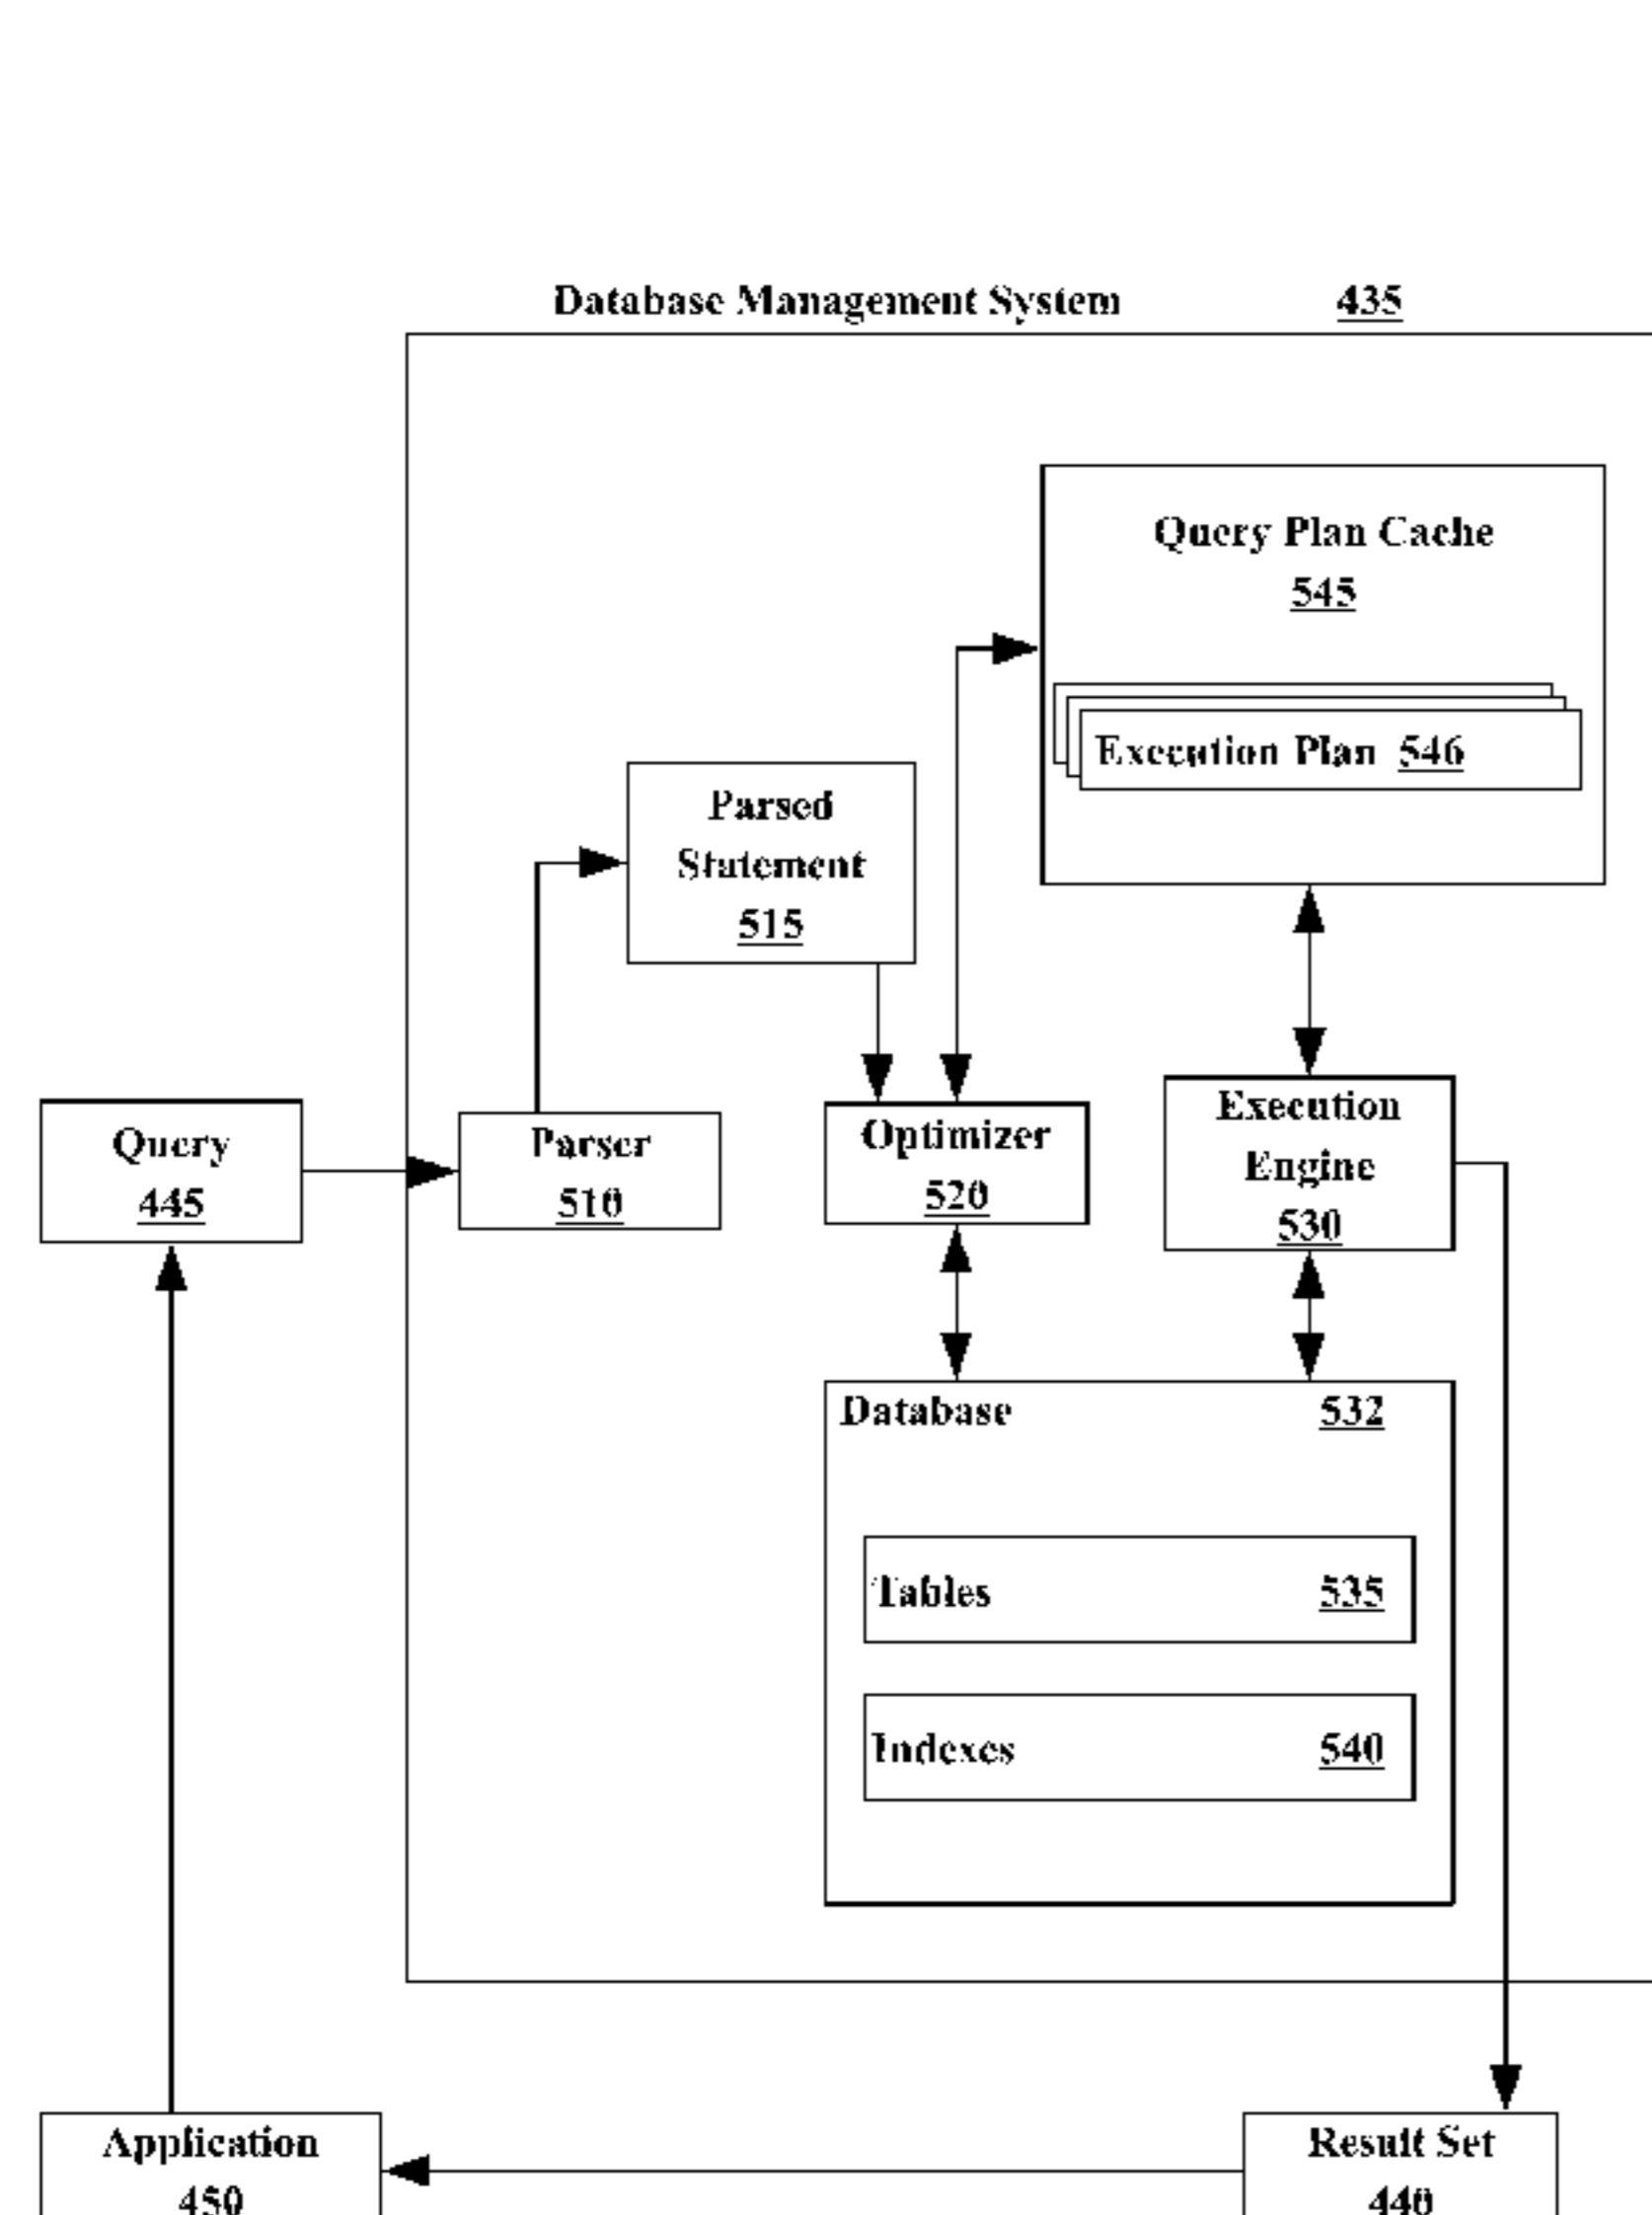 Database Management System 435
Query Plan Cache
545
Execution Plan 546
Parsed
Statement
515
Query
445
Parser
510
Optimizer
520
Execution
Engine
530
Database 532
Tables 535
Indexes 540
Application
450
Result Set
440